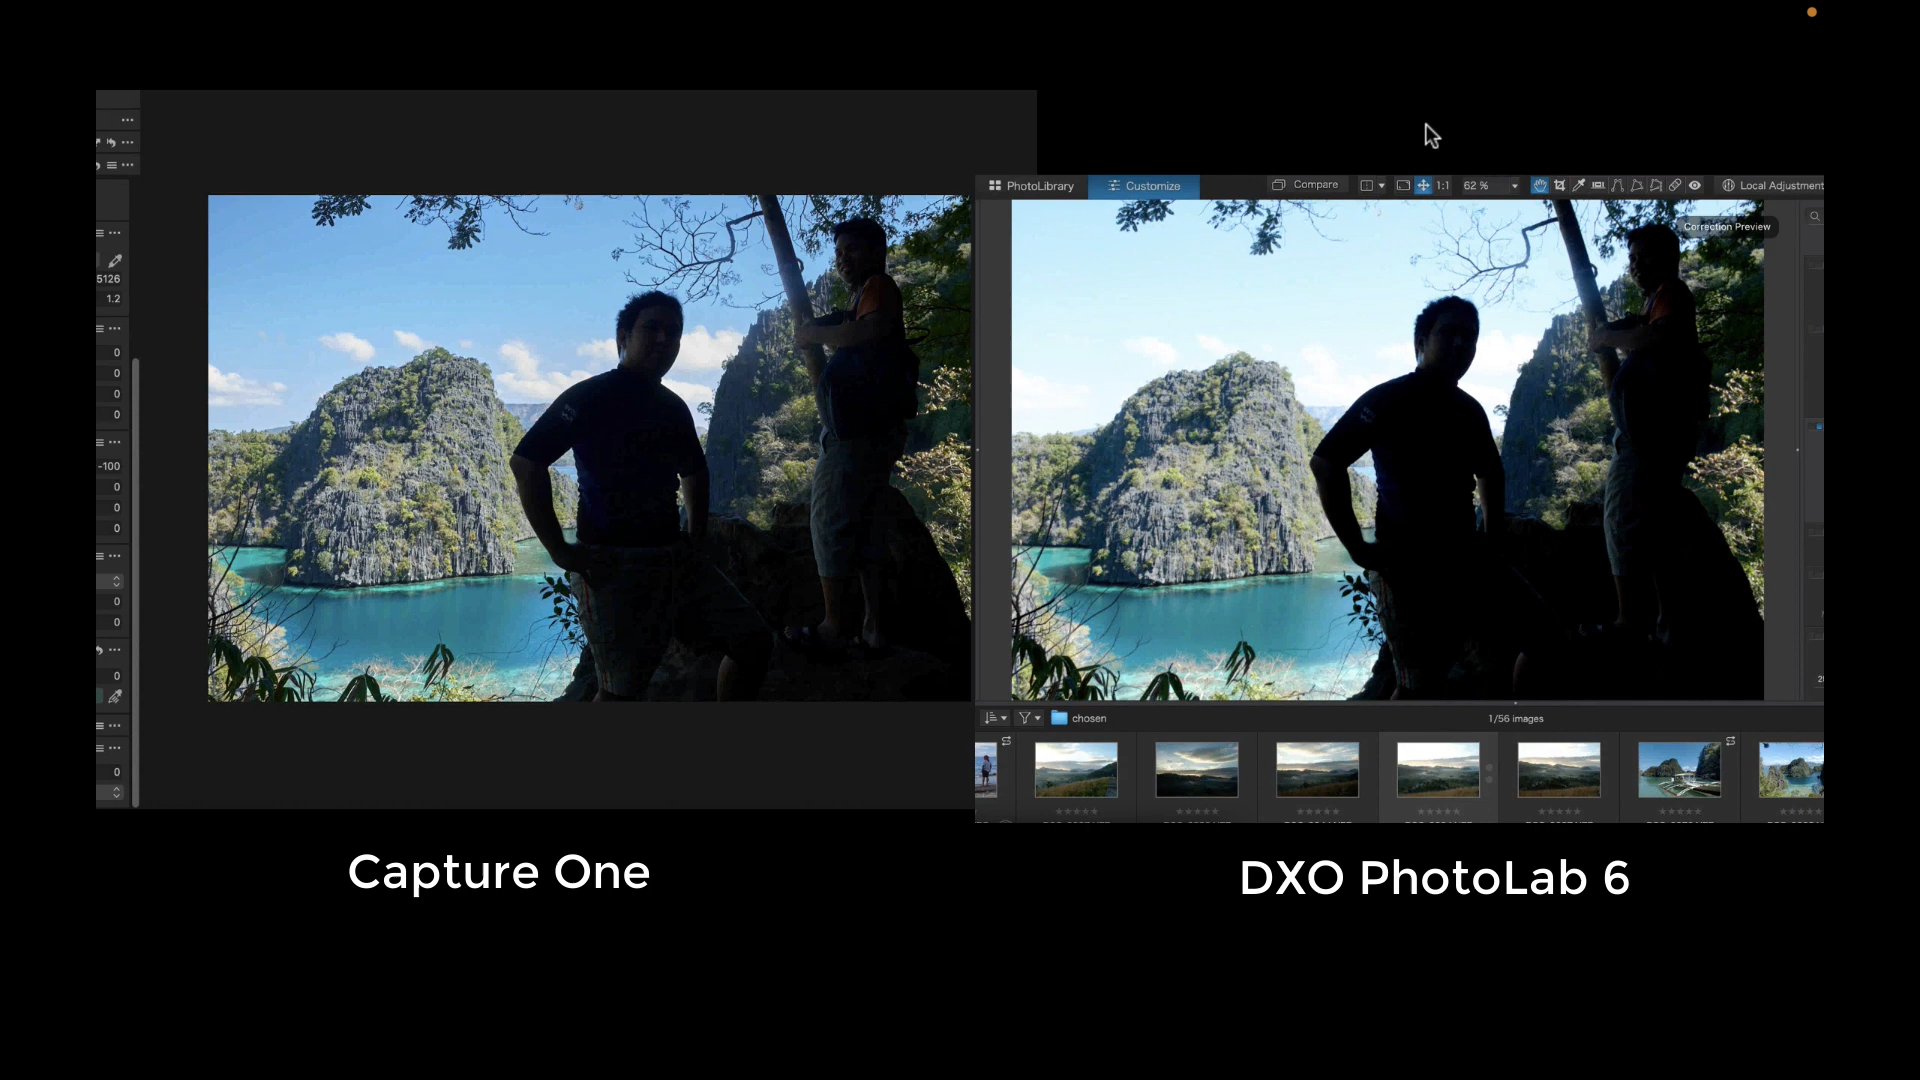 5126
1.2
0
0
0
0
-100
0
0
0
0
0
0
0
PhotoLibrary
Customize
Compare
1:1
62 %
Local Adjustment
Correction Preview
chosen
1/56 images
Capture One
DXO PhotoLab 6